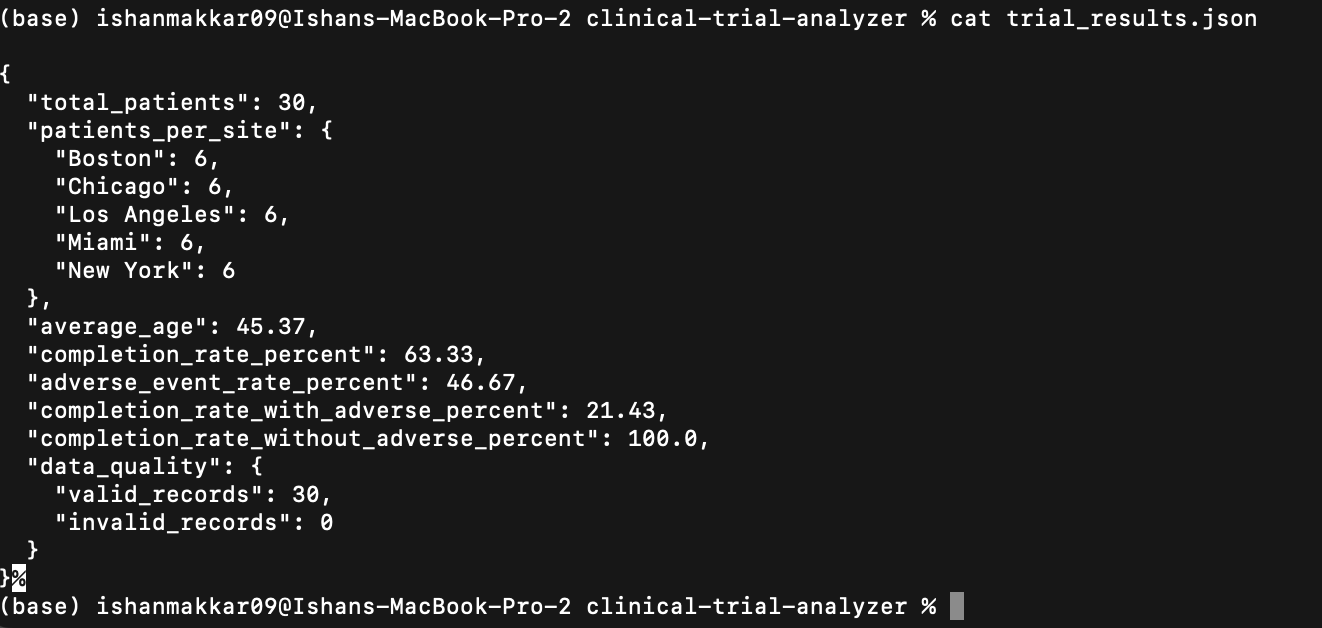 (base) ishanmakkar09@Ishans-MacBook-Pro-2 clinical-trial-analyzer % cat trial_results.json
{
  "total_patients": 30,
  "patients_per_site": {
    "Boston": 6,
    "Chicago": 6,
    "Los Angeles": 6,
    "Miami": 6,
    "New York": 6
  },
  "average_age": 45.37,
  "completion_rate_percent": 63.33,
  "adverse_event_rate_percent": 46.67,
  "completion_rate_with_adverse_percent": 21.43,
  "completion_rate_without_adverse_percent": 100.0,
  "data_quality": {
    "valid_records": 30,
    "invalid_records": 0
  }
}%
(base) ishanmakkar09@Ishans-MacBook-Pro-2 clinical-trial-analyzer %